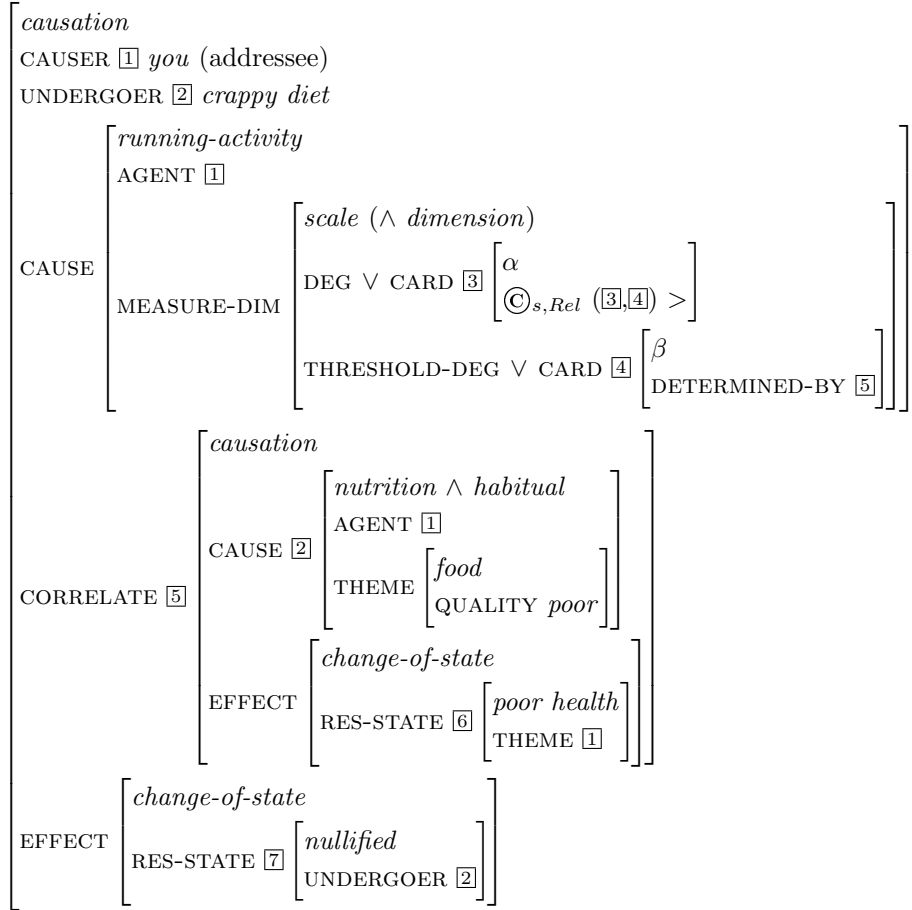 causation
CAUSER 1 you (addressee)
UNDERGOER 2 crappy diet
running-activity
AGENT 1
scale (∧ dimension)
α
DEG ∨ CARD 3
Ⓒs,Rel (3,4) >
CAUSE
MEASURE-DIM
β
THRESHOLD-DEG ∨ CARD 4
DETERMINED-BY 5
causation
nutrition ∧ habitual
AGENT 1
CAUSE 2
food
THEME
QUALITY poor
CORRELATE 5
change-of-state
EFFECT
poor health
RES-STATE 6
THEME 1
change-of-state
EFFECT
nullified
RES-STATE 7
UNDERGOER 2